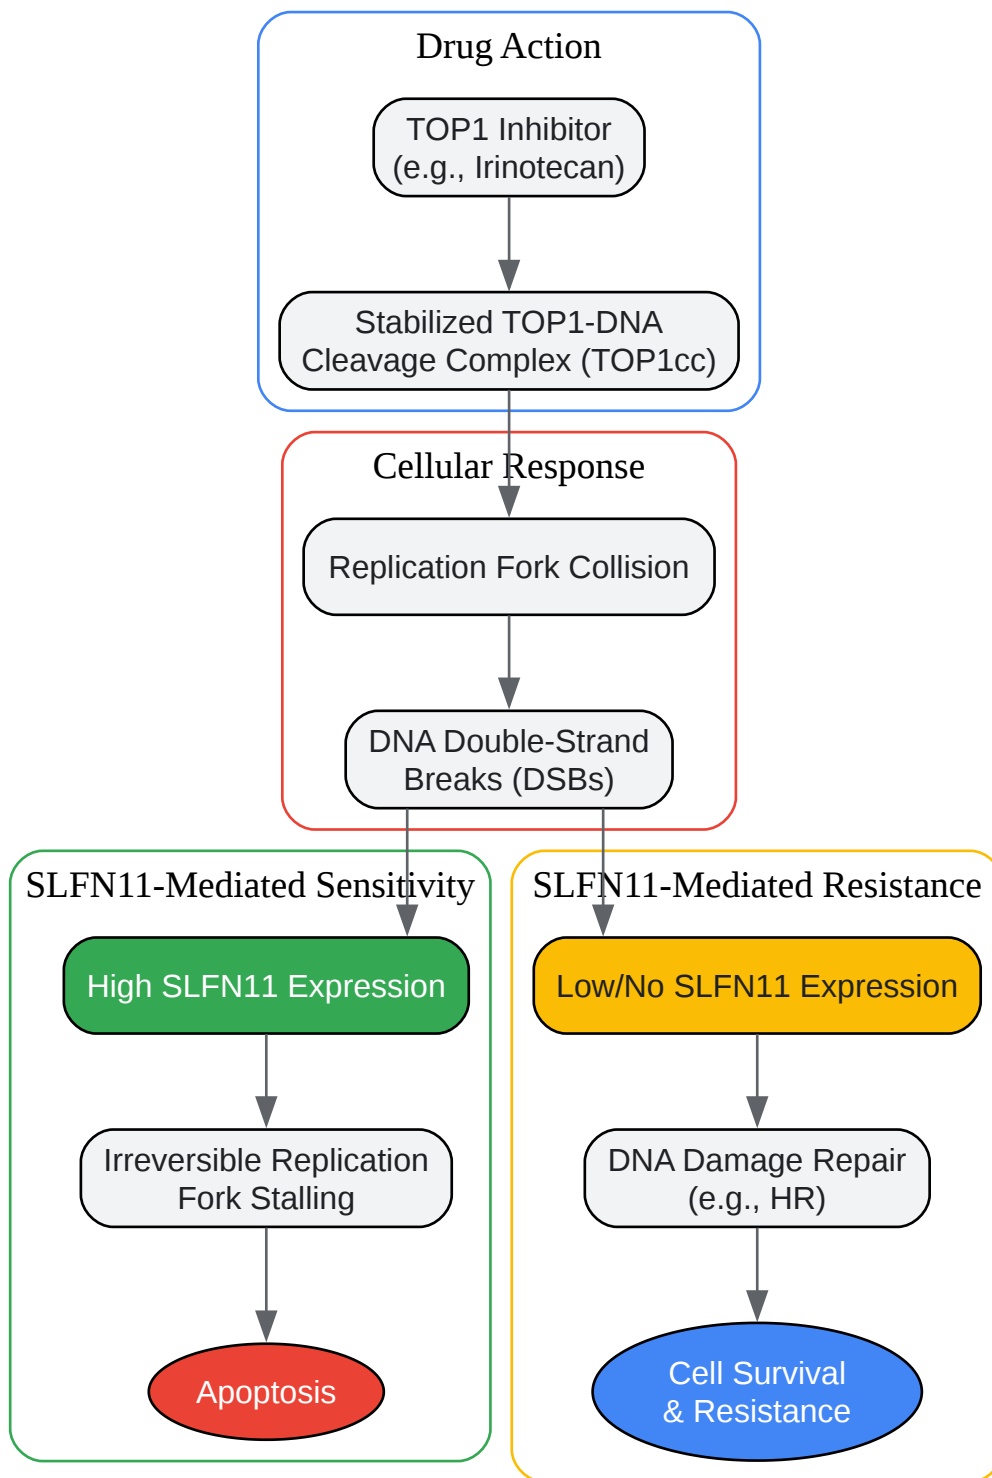 Drug Action
TOP1 Inhibitor
(e.g., Irinotecan)
Stabilized TOP1-DNA
Cleavage Complex (TOP1cc)
Cellular Response
Replication Fork Collision
DNA Double-Strand
Breaks (DSBs)
SLFN11-Mediated Sensitivity
High SLFN11 Expression
Irreversible Replication
Fork Stalling
Apoptosis
SLFN11-Mediated Resistance
Low/No SLFN11 Expression
DNA Damage Repair
(e.g., HR)
Cell Survival
& Resistance